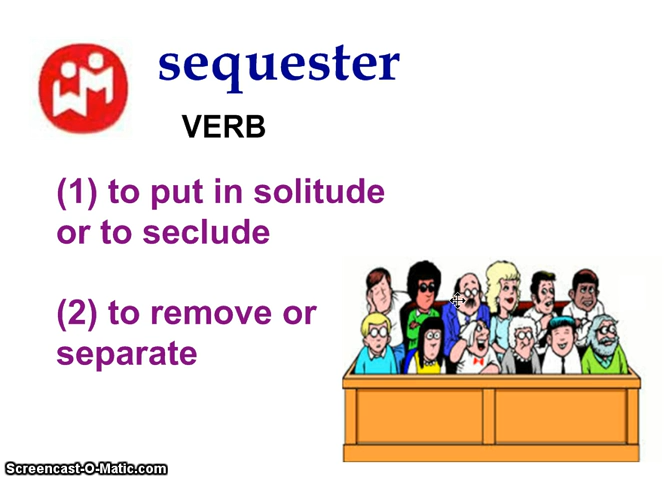 sequester
VERB
(1) to put in solitude
or to seclude
(2) to remove or
separate
Screencast-O-Matic.com